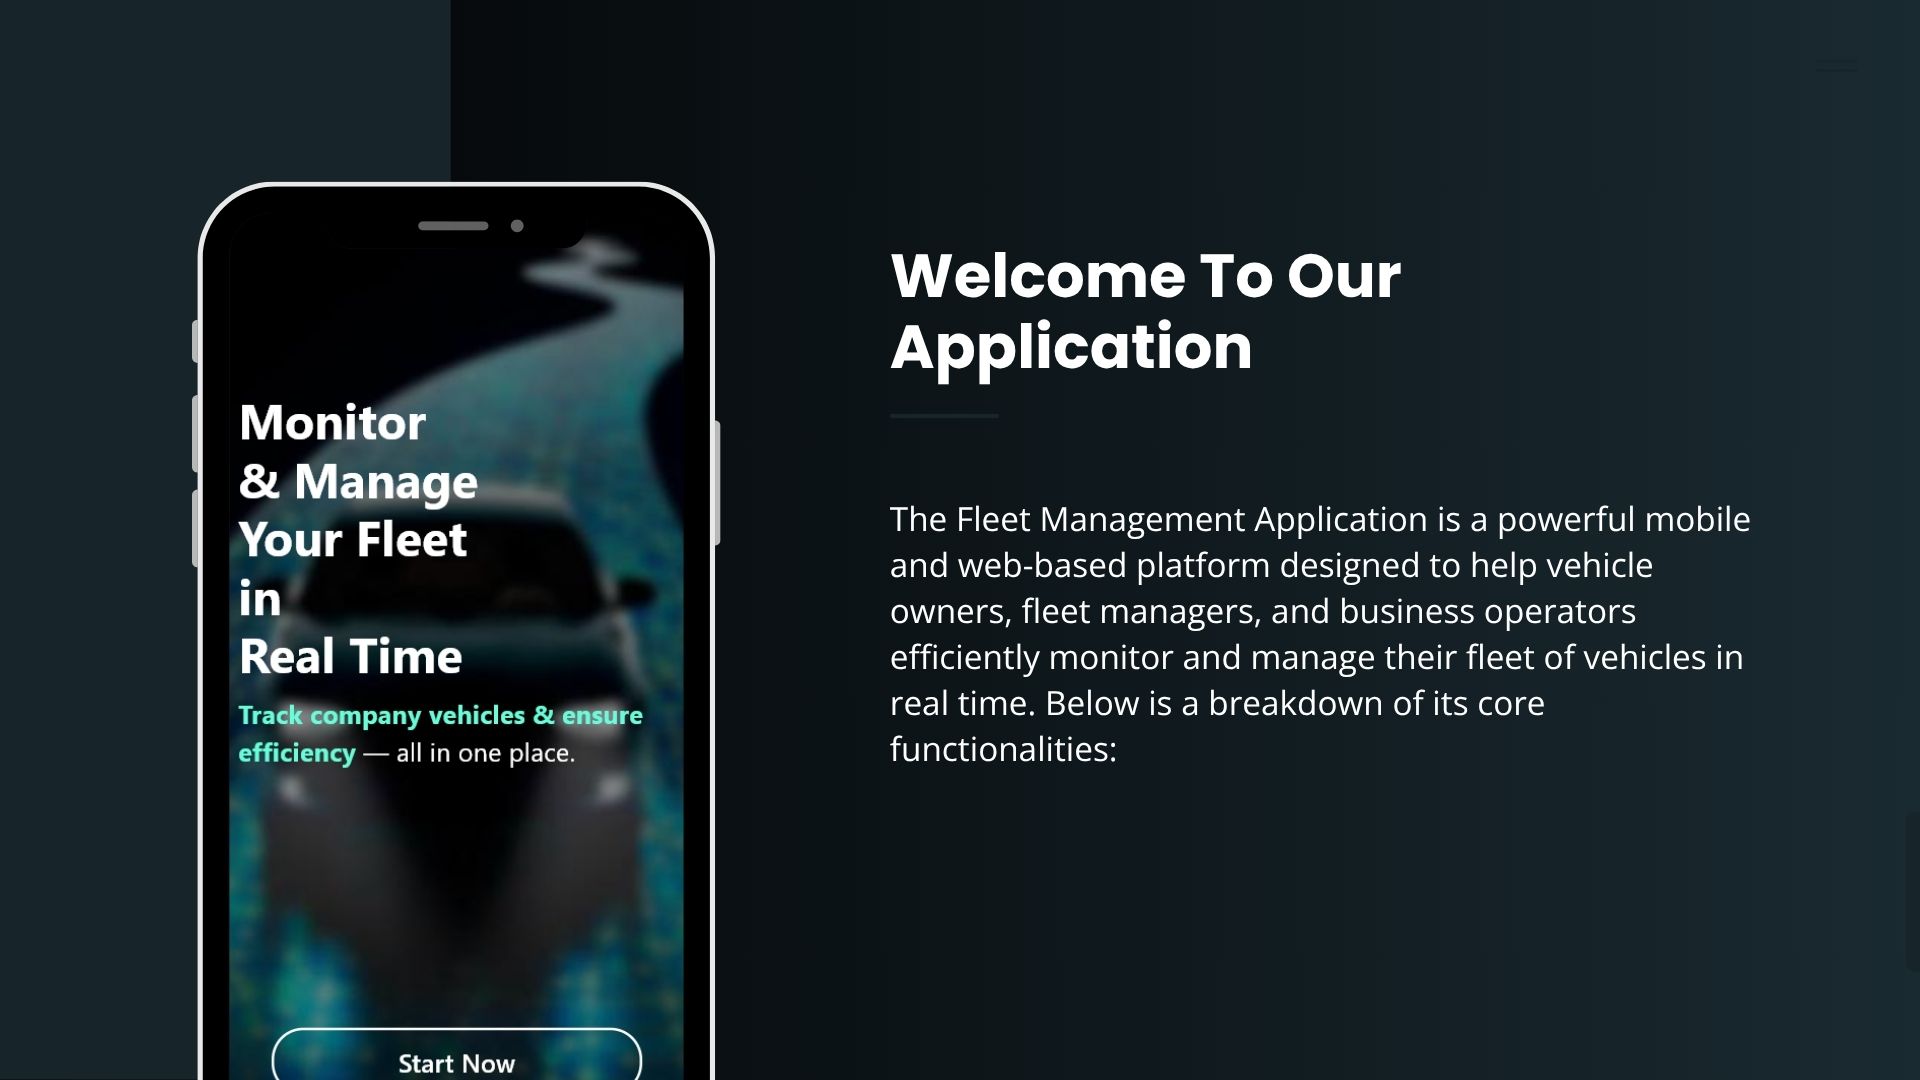 Monitor
& Manage
Your Fleet
in
Real Time
Track company vehicles & ensure
efficiency — all in one place.
Start Now
Welcome To Our
Application
The Fleet Management Application is a powerful mobile
and web-based platform designed to help vehicle
owners, fleet managers, and business operators
efficiently monitor and manage their fleet of vehicles in
real time. Below is a breakdown of its core
functionalities: